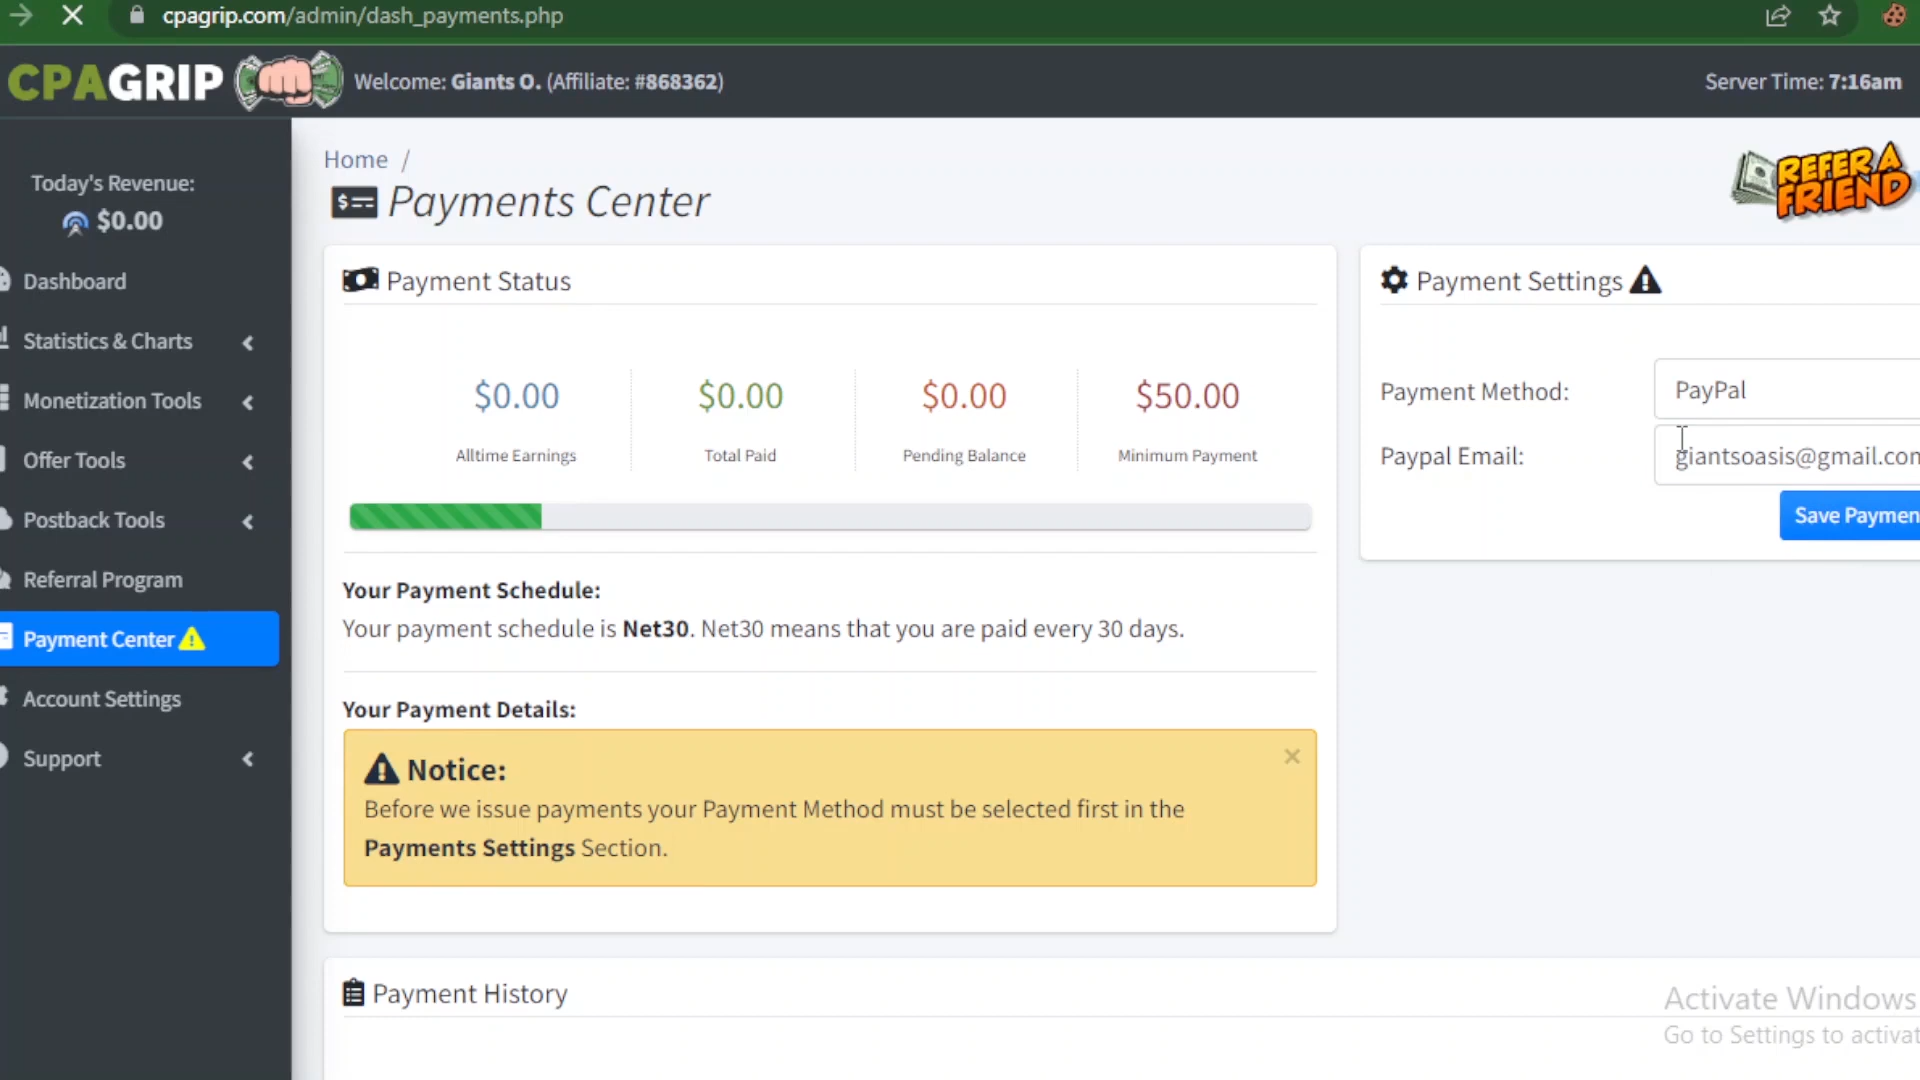 cpagrip.com/admin/dash_payments.php
CPAGRIP
Welcome: Giants O. (Affiliate: #868362)
Server Time: 7:16am
Today's Revenue:
$0.00
Dashboard
Statistics & Charts
Monetization Tools
Offer Tools
Postback Tools
Referral Program
Payment Center
Account Settings
Support
Home /
Payments Center
REFER A
FRIEND
Payment Status
$0.00 $0.00 $0.00 $50.00
Alltime Earnings Total Paid Pending Balance Minimum Payment
Your Payment Schedule:
Your payment schedule is Net30. Net30 means that you are paid every 30 days.
Your Payment Details:
Notice:
Before we issue payments your Payment Method must be selected first in the
Payments Settings Section.
Payment Settings
Payment Method: PayPal
Paypal Email: giantsoasis@gmail.com
Save Paymen
Payment History
Activate Windows
Go to Settings to activat